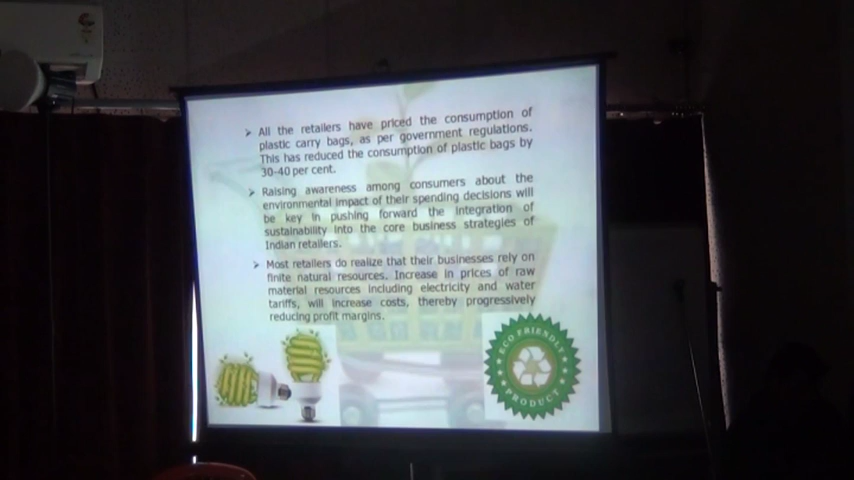 ➢ All the retailers have priced the consumption of
plastic carry bags, as per government regulations.
This has reduced the consumption of plastic bags by
30-40 per cent.
➢ Raising awareness among consumers about the
environmental impact of their spending decisions will
be key in pushing forward the integration of
sustainability into the core business strategies of
Indian retailers.
➢ Most retailers do realize that their businesses rely on
finite natural resources. Increase in prices of raw
material resources including electricity and water
tariffs, will increase costs, thereby progressively
reducing profit margins.
ECO FRIENDLY
PRODUCT